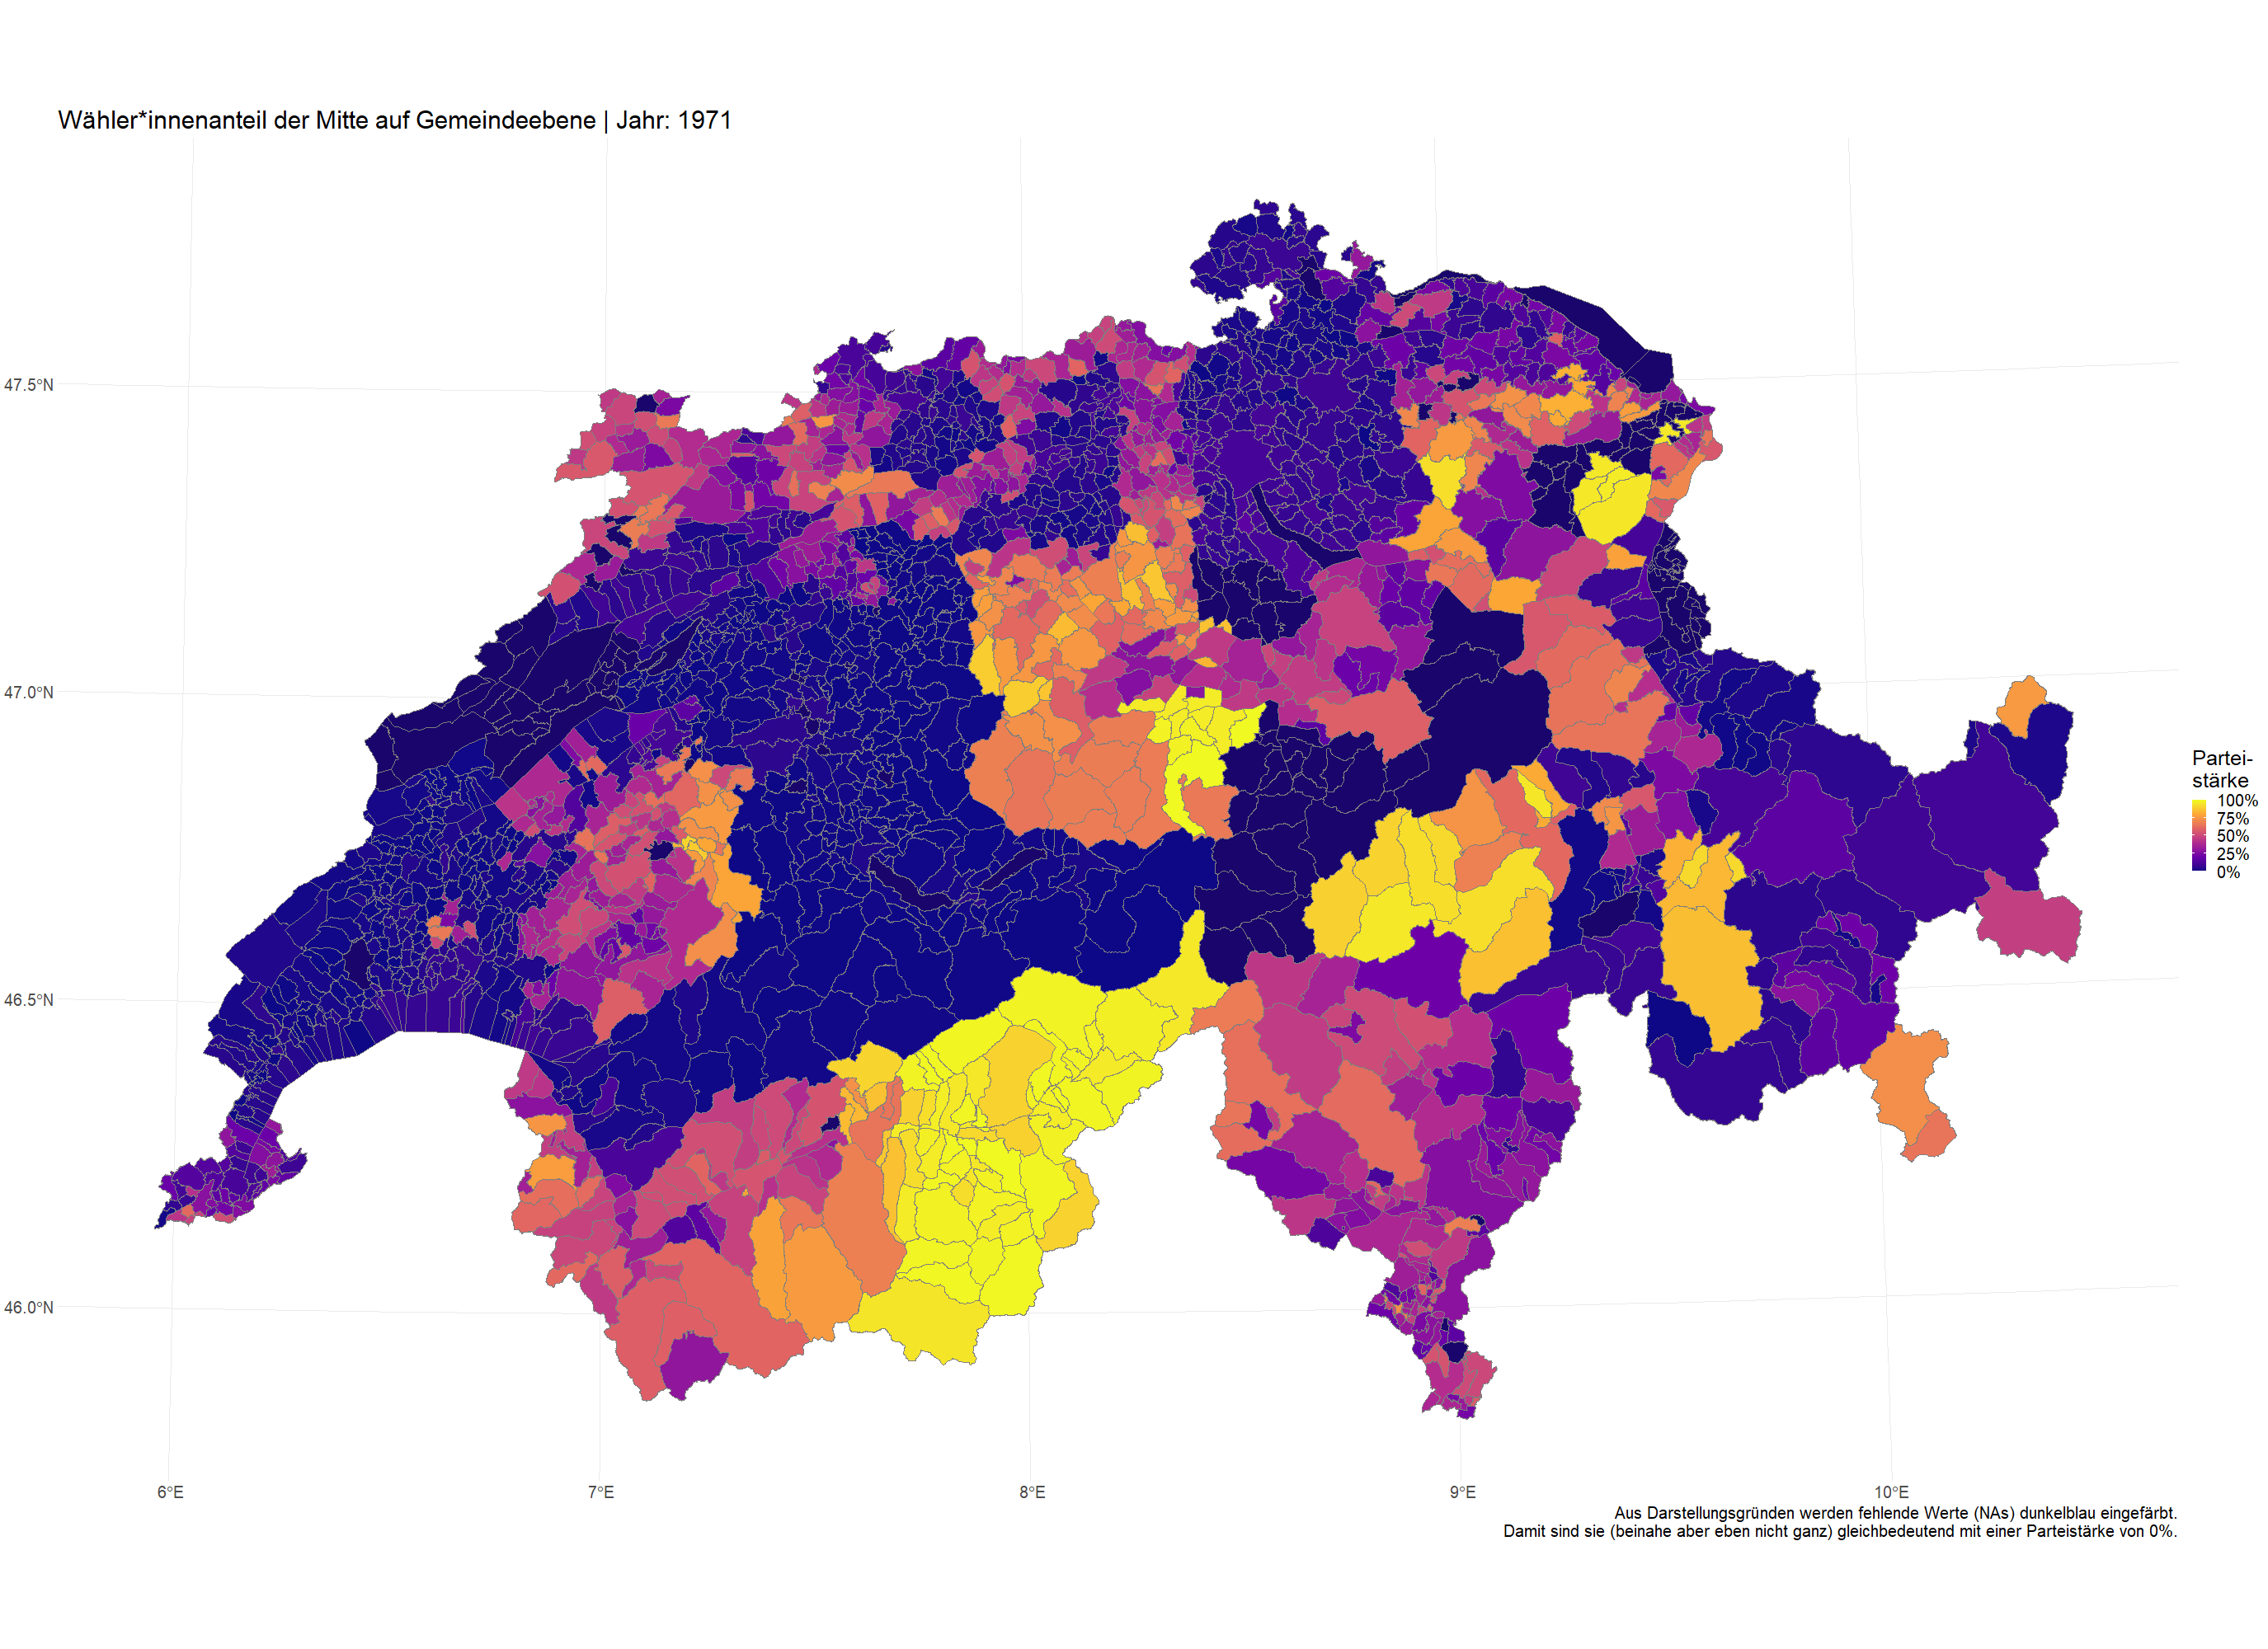 Wähler*innenanteil der Mitte auf Gemeindeebene | Jahr: 1971
47.5°N
47.0°N
46.5°N
46.0°N
6°E
7°E
8°E
9°E
10°E
Partei-
stärke
100%
75%
50%
25%
0%
Aus Darstellungsgründen werden fehlende Werte (NAs) dunkelblau eingefärbt.
Damit sind sie (beinahe aber eben nicht ganz) gleichbedeutend mit einer Parteistärke von 0%.